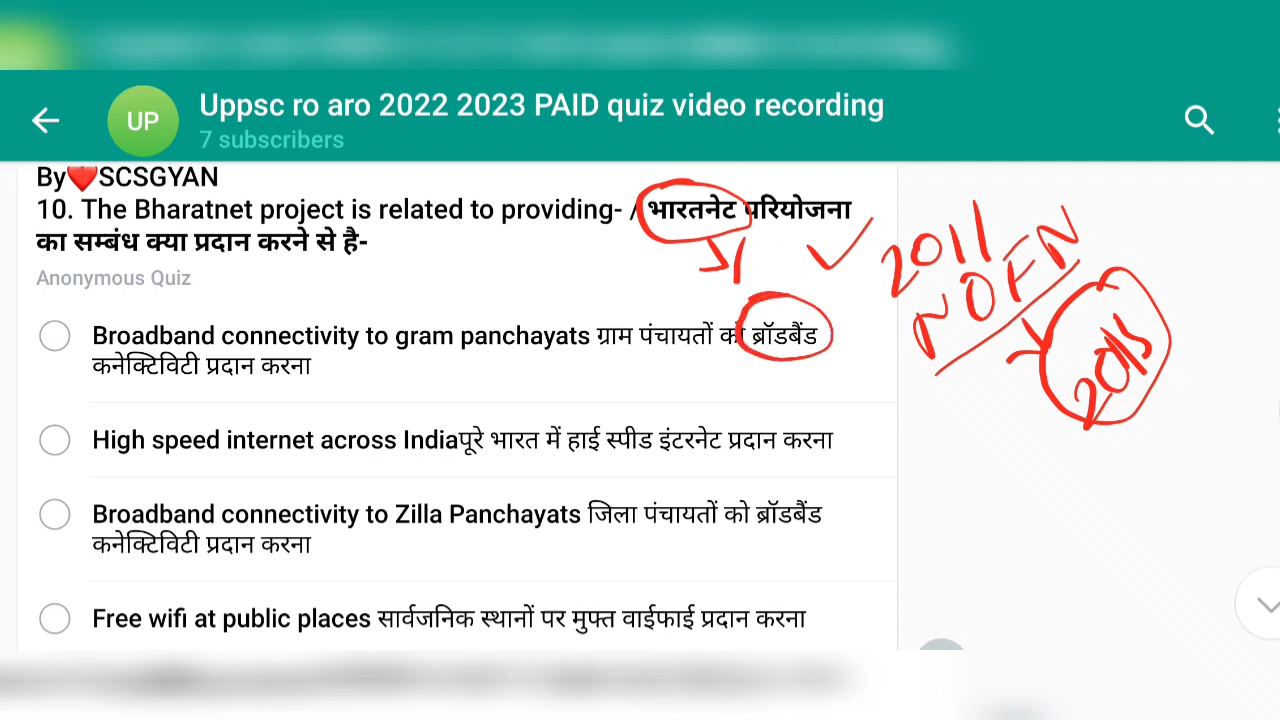 UP
Uppsc ro aro 2022 2023 PAID quiz video recording
7 subscribers
By❤️SCSGYAN
10. The Bharatnet project is related to providing- / भारतनेट परियोजना
का सम्बंध क्या प्रदान करने से है-
Anonymous Quiz
Broadband connectivity to gram panchayats ग्राम पंचायतों को ब्रॉडबैंड
कनेक्टिविटी प्रदान करना
High speed internet across Indiaपूरे भारत में हाई स्पीड इंटरनेट प्रदान करना
Broadband connectivity to Zilla Panchayats जिला पंचायतों को ब्रॉडबैंड
कनेक्टिविटी प्रदान करना
Free wifi at public places सार्वजनिक स्थानों पर मुफ्त वाईफाई प्रदान करना
2011
NOFN
2015